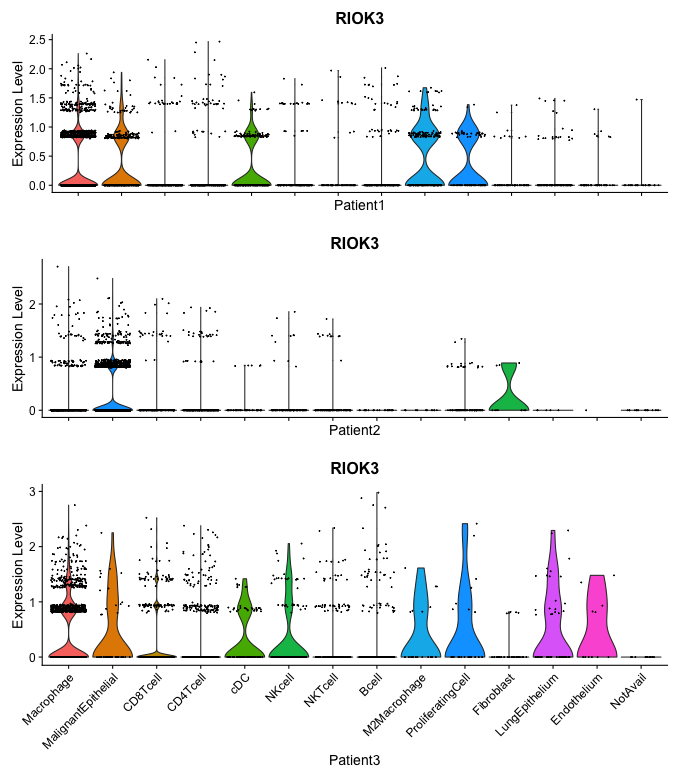 RIOK3
Expression Level
2.5
2.0
1.5
1.0
0.5
0.0
Patient1
RIOK3
Expression Level
2
1
0
Patient2
RIOK3
Expression Level
3
2
1
0
Macrophage
MalignantEpithelial
CD8Tcell
CD4Tcell
cDC
NKcell
NKTcell
Bcell
M2Macrophage
ProliferatingCell
Fibroblast
LungEpithelium
Endothelium
NotAvail
Patient3